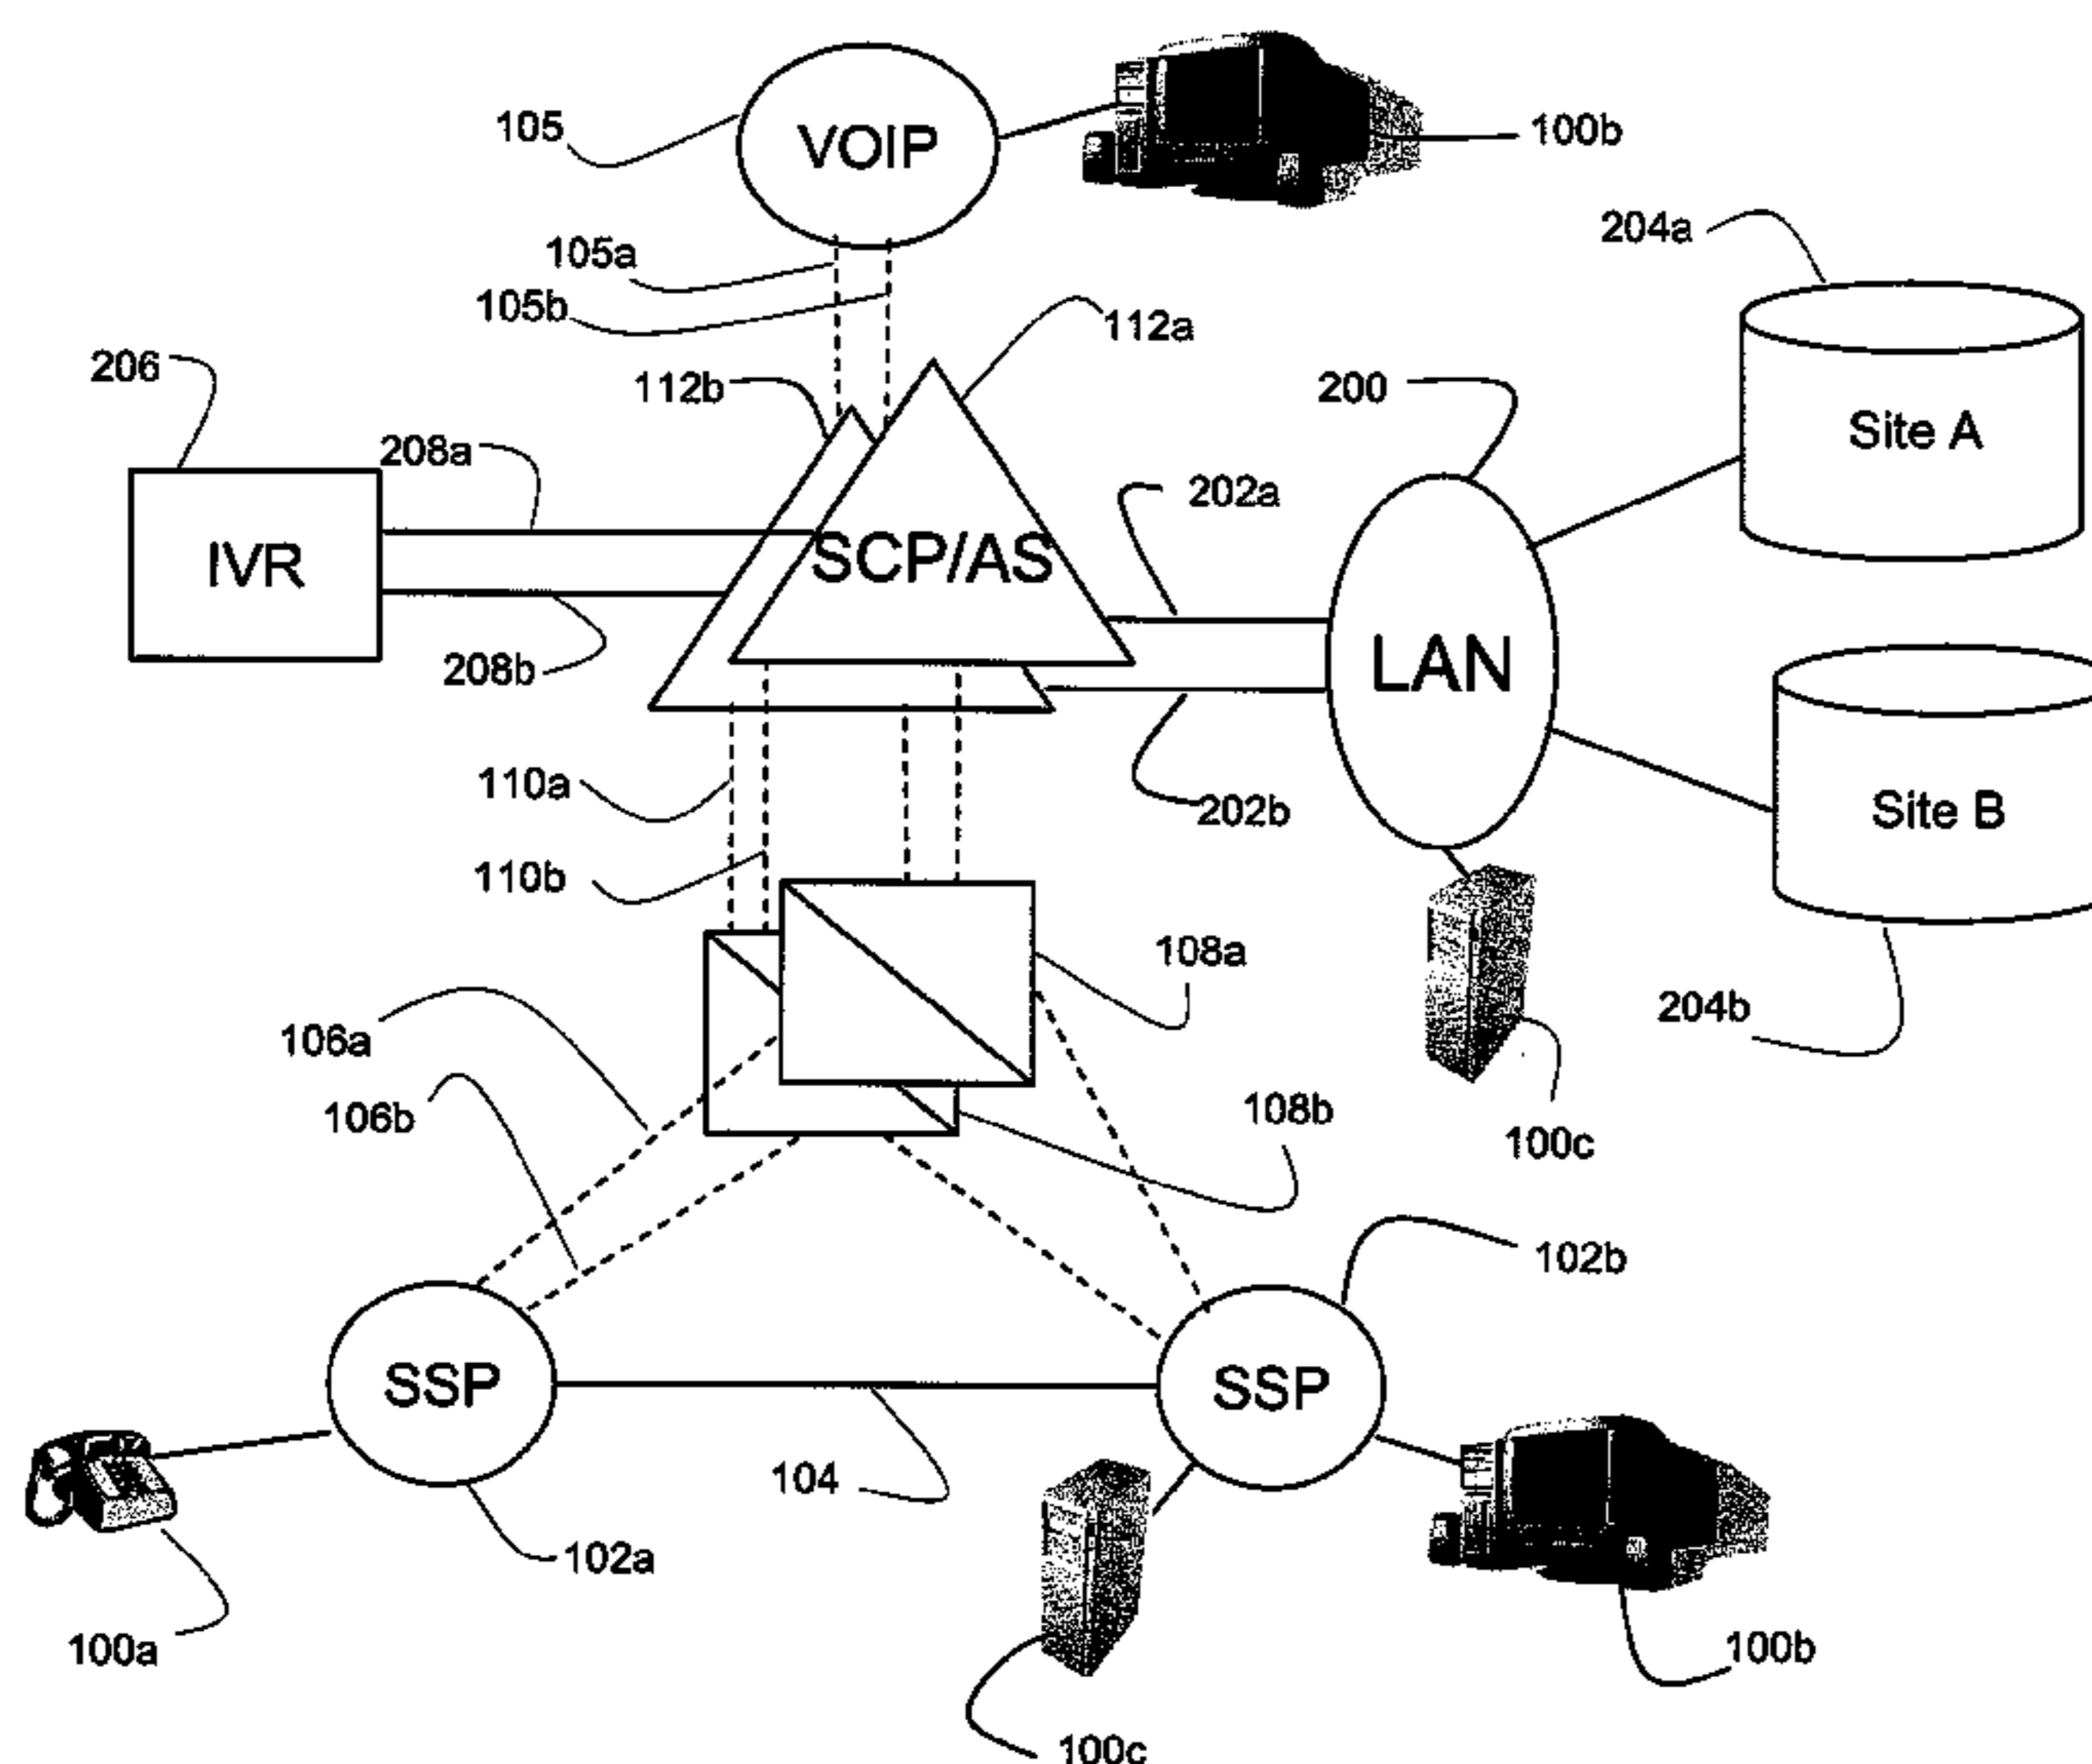 105
VOIP
100b
204a
105a
105b
112a
206
112b
200
208a
Site A
202a
IVR
SCP/AS
208b
LAN
110a
202b
Site B
110b
108a
204b
106a
106b
108b
100c
102b
SSP
SSP
104
102a
100a
100b
100c